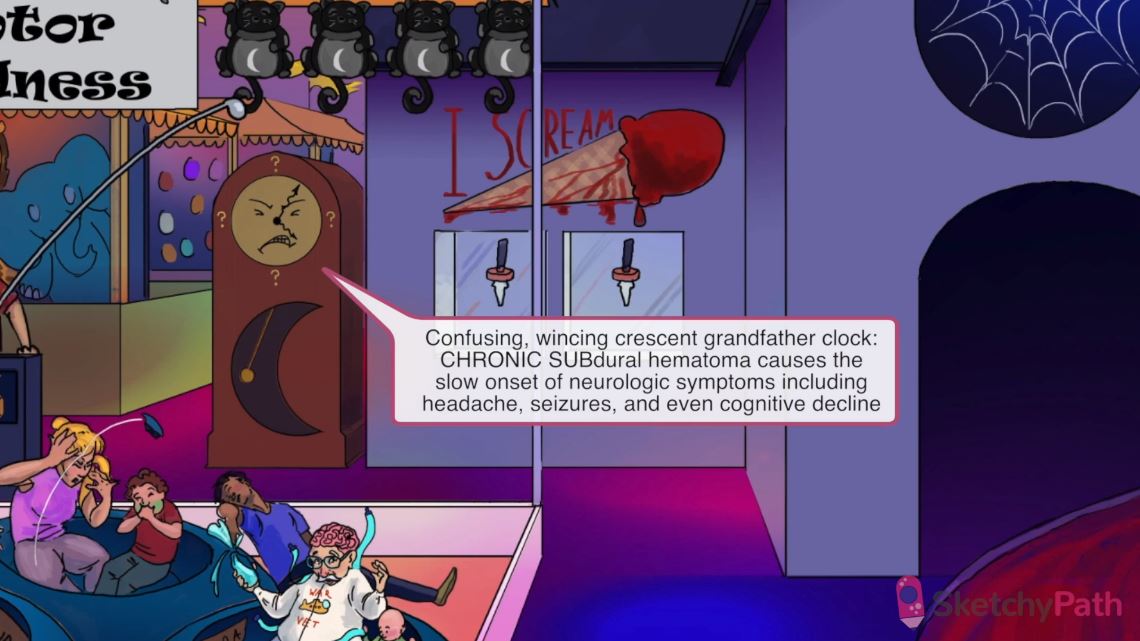 tor
lness
I SCREAM
?
? ?
?
Confusing, wincing crescent grandfather clock:
CHRONIC SUBdural hematoma causes the
slow onset of neurologic symptoms including
headache, seizures, and even cognitive decline
WAR
VET
SketchyPath